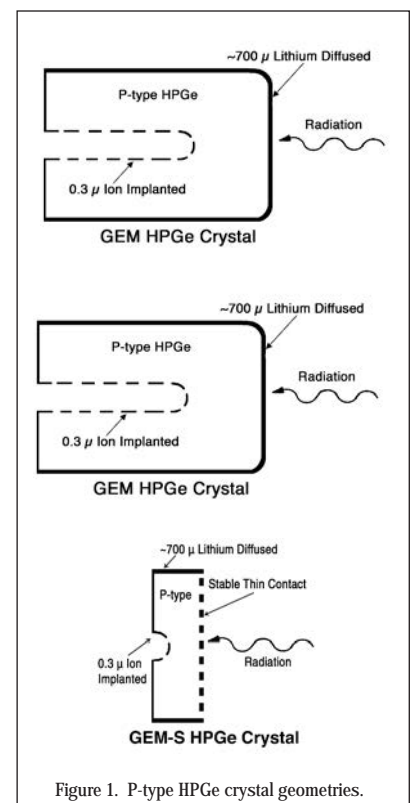 ~700 μ Lithium Diffused
P-type HPGe
Radiation
0.3 μ Ion Implanted
GEM HPGe Crystal
~700 μ Lithium Diffused
P-type HPGe
Radiation
0.3 μ Ion Implanted
GEM HPGe Crystal
~700 μ Lithium Diffused
Stable Thin Contact
P-type
0.3 μ Ion
Implanted
Radiation
GEM-S HPGe Crystal
Figure 1. P-type HPGe crystal geometries.